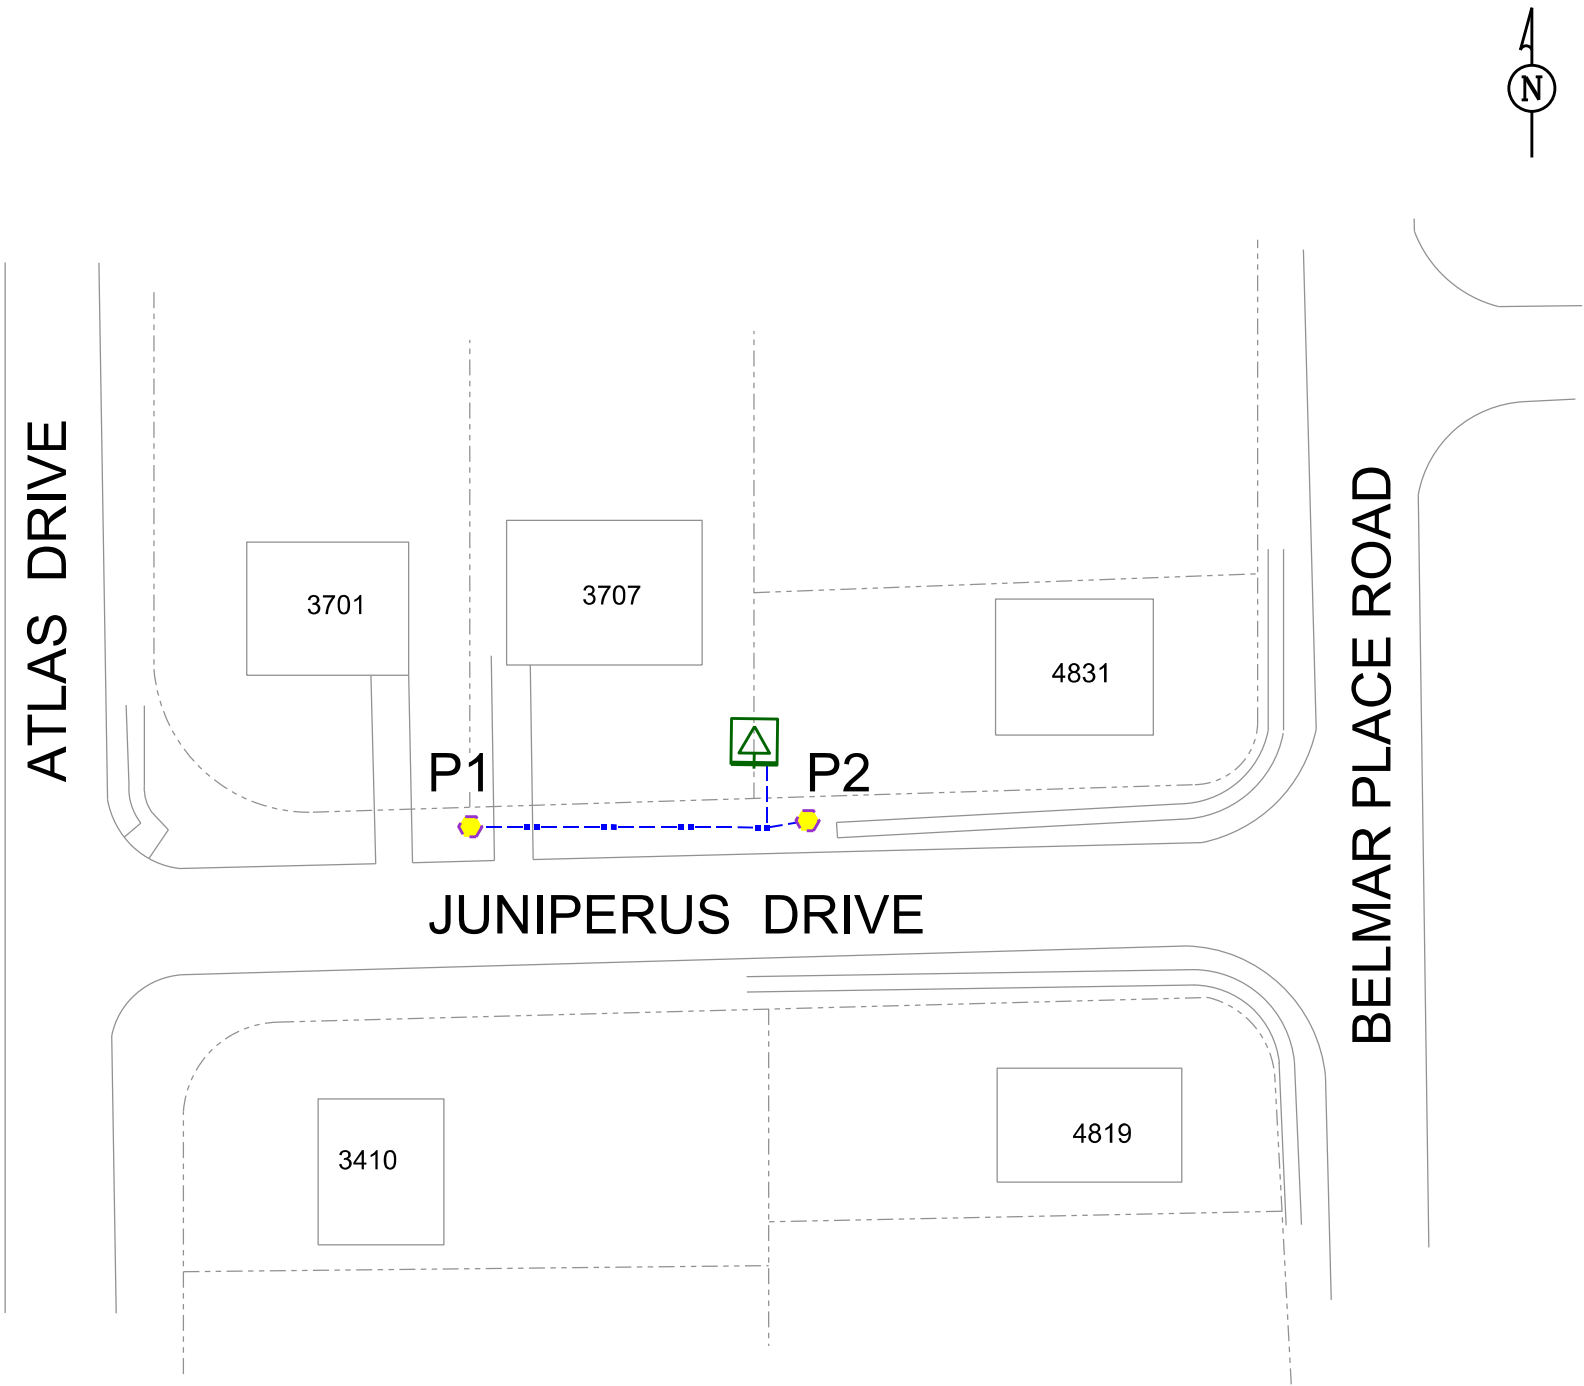 N
ATLAS DRIVE
3701
3707
4831
P1
P2
JUNIPERUS DRIVE
BELMAR PLACE ROAD
3410
4819